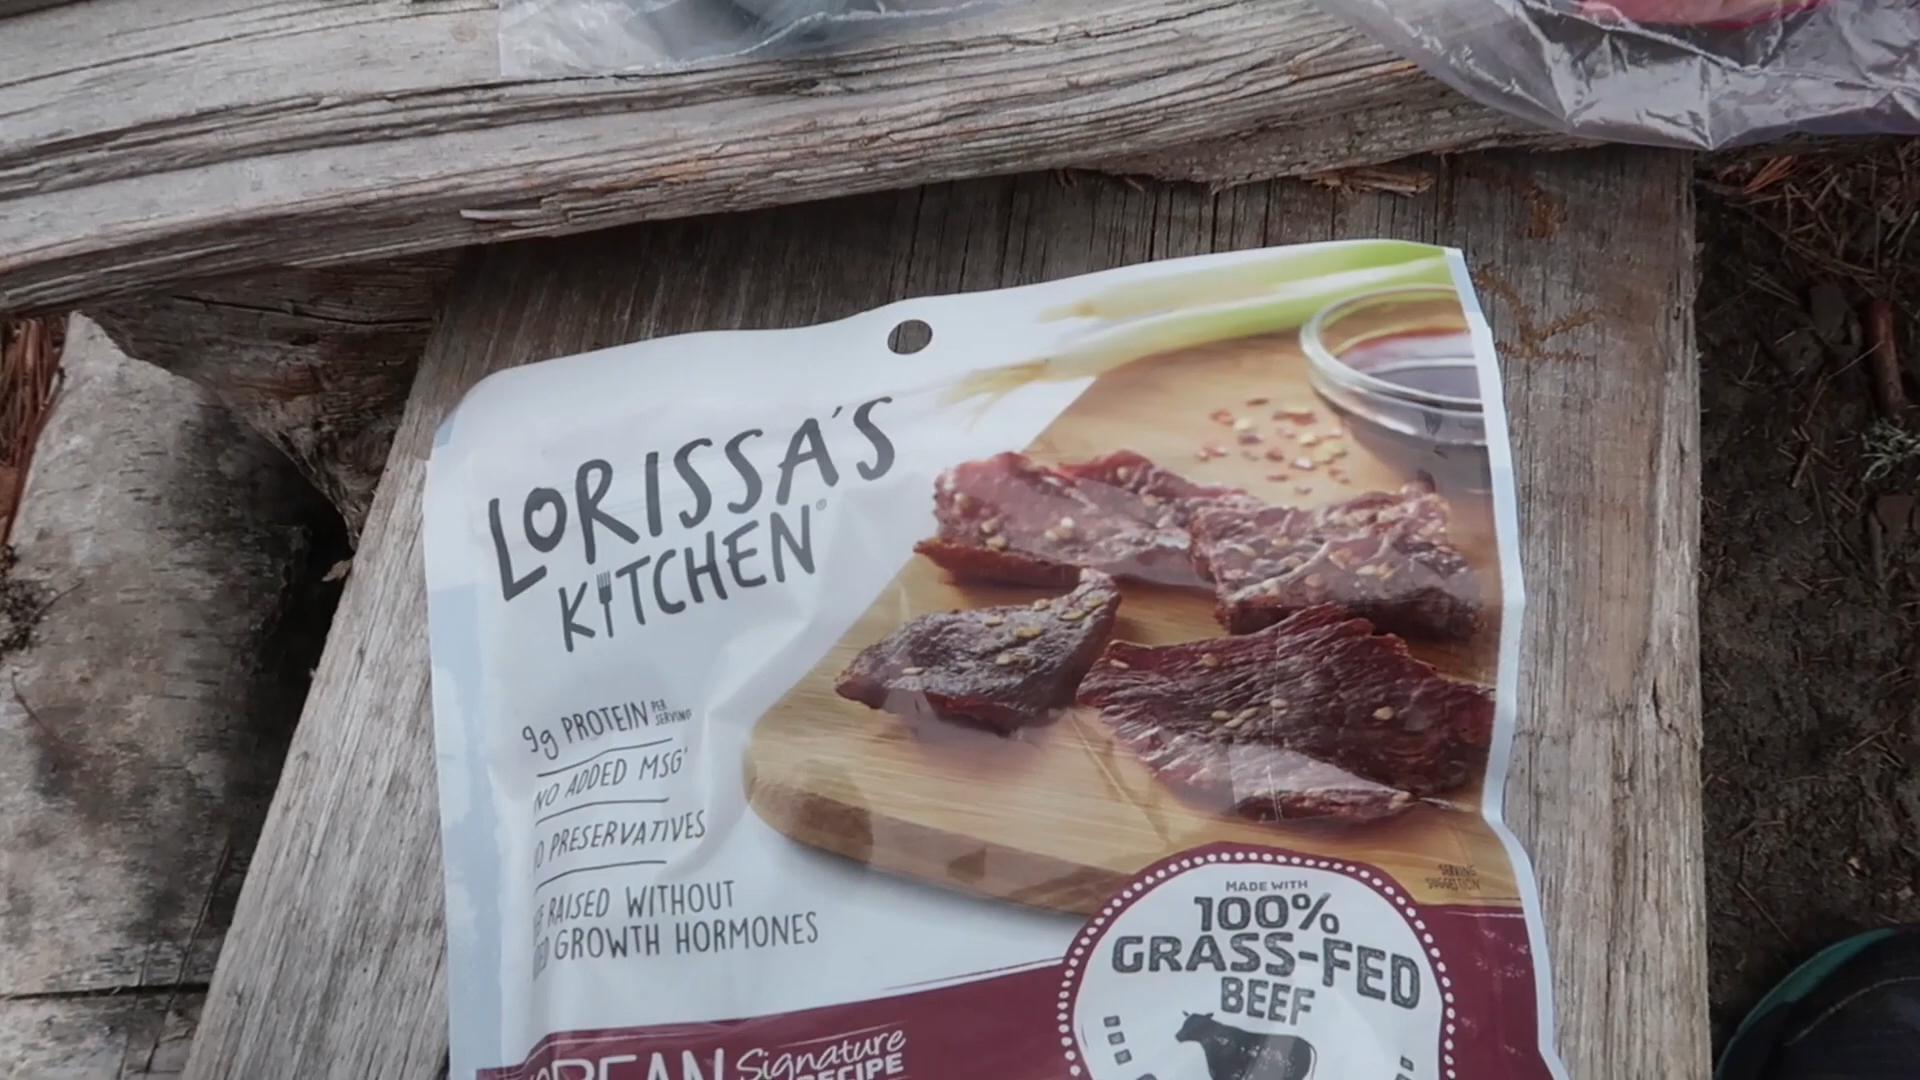 LORISSA'S
KITCHEN®
9g PROTEIN PER SERVING
NO ADDED MSG
PRESERVATIVES
RAISED WITHOUT
GROWTH HORMONES
SERVING
SUGGESTION
MADE WITH
100%
GRASS-FED
BEEF
Signature